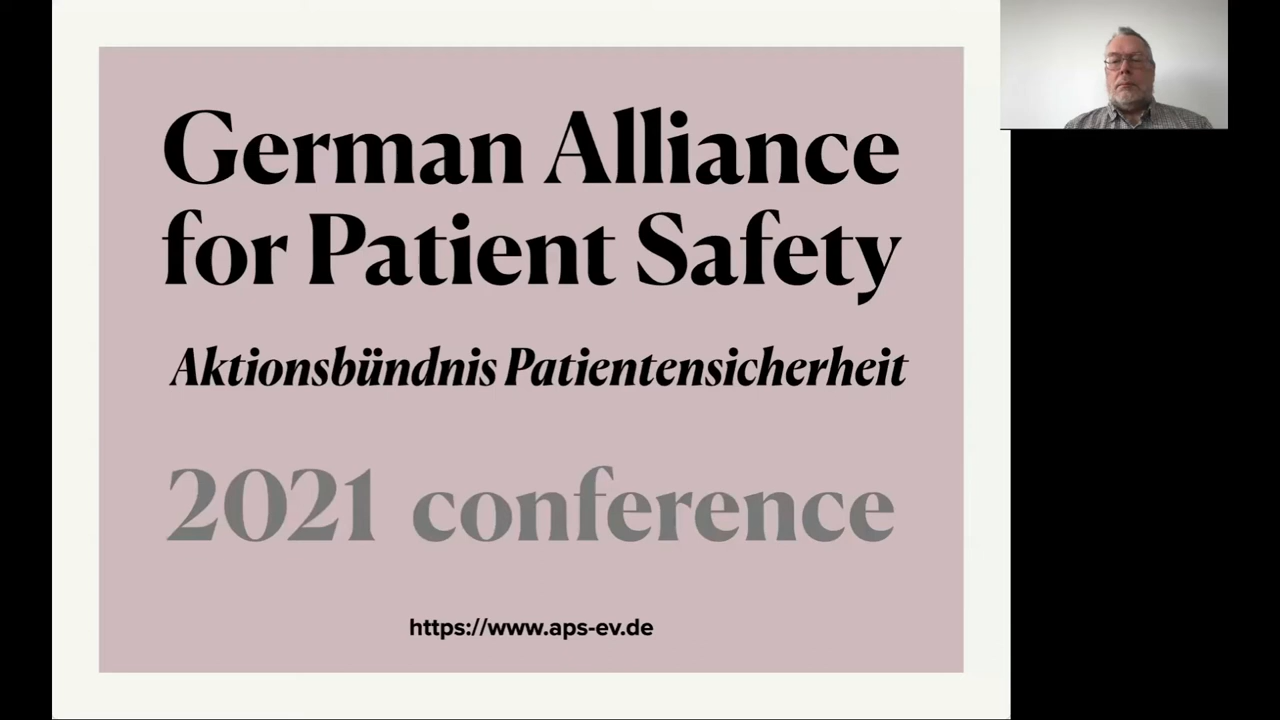 German Alliance
for Patient Safety
Aktionsbündnis Patientensicherheit
2021 conference
https://www.aps-ev.de